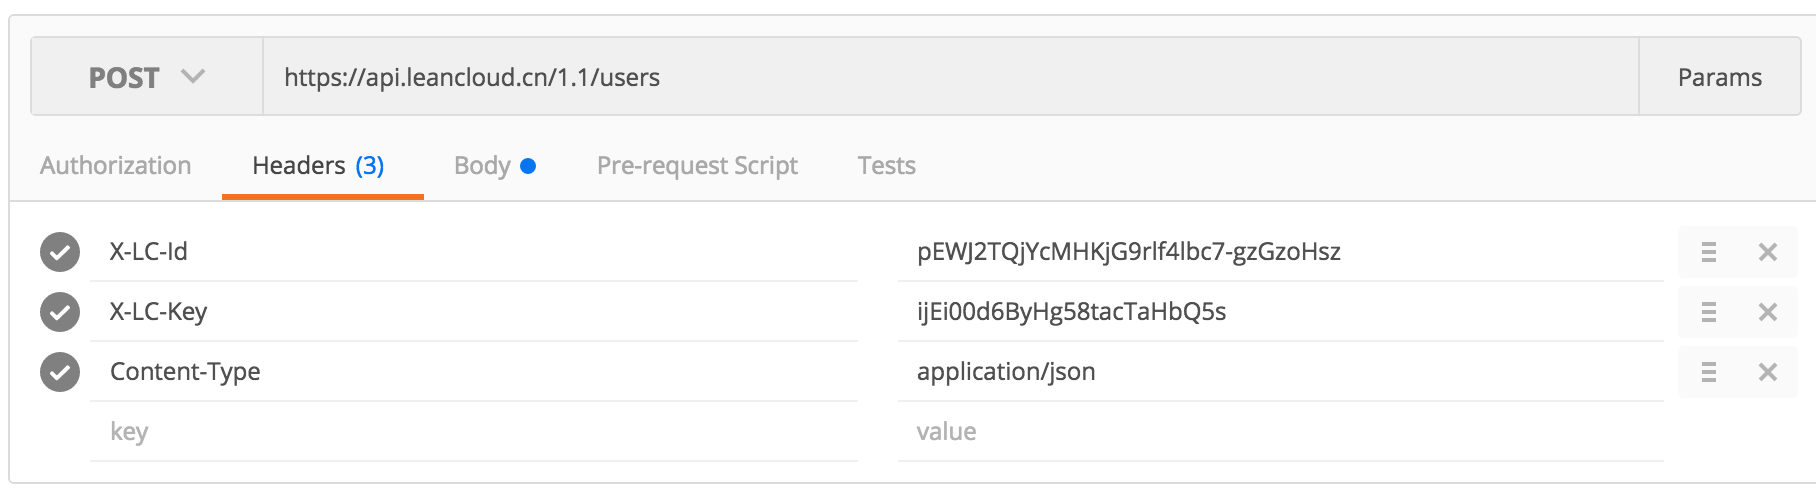 POST https://api.leancloud.cn/1.1/users Params
Authorization Headers (3) Body Pre-request Script Tests
X-LC-Id pEWJ2TQjYcMHKjG9rlf4lbc7-gzGzoHsz
X-LC-Key ijEi00d6ByHg58tacTaHbQ5s
Content-Type application/json
key value